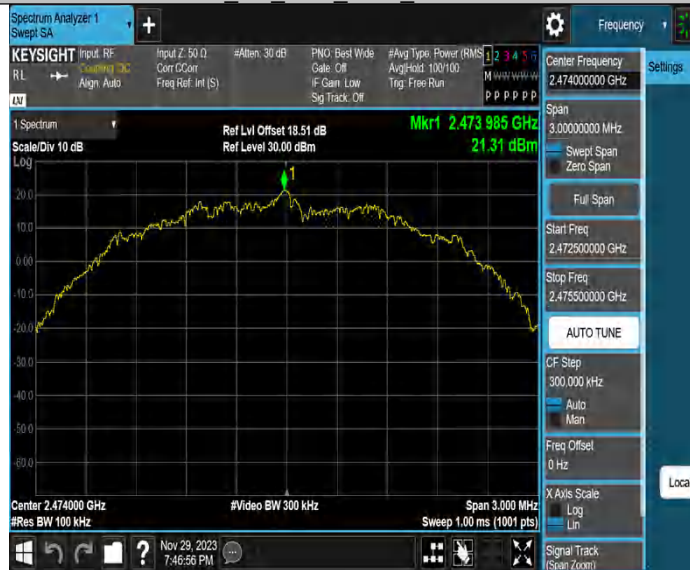 Spectrum Analyzer 1
Swept SA
+
Frequency
KEYSIGHT
RL
Input: RF
Coupling: DC
Align: Auto
Input Z: 50 Ω
Corr CCorr
Freq Ref: Int (S)
#Atten: 30 dB
PNO: Best Wide
Gate: Off
IF Gain: Low
Sig Track: Off
#Avg Type: Power (RMS
Avg|Hold: 100/100
Trig: Free Run
1 2 3 4 5 6
M W W W W W
P P P P P P
LXI
1 Spectrum
Scale/Div 10 dB
Log
Ref Lvl Offset 18.51 dB
Ref Level 30.00 dBm
Mkr1 2.473 985 GHz
21.31 dBm
1
20.0
10.0
0.00
-10.0
-20.0
-30.0
-40.0
-50.0
-60.0
Center 2.474000 GHz
#Res BW 100 kHz
#Video BW 300 kHz
Span 3.000 MHz
Sweep 1.00 ms (1001 pts)
Nov 29, 2023
7:46:56 PM
?
Center Frequency
2.474000000 GHz
Span
3.00000000 MHz
Swept Span
Zero Span
Full Span
Start Freq
2.472500000 GHz
Stop Freq
2.475500000 GHz
AUTO TUNE
CF Step
300.000 kHz
Auto
Man
Freq Offset
0 Hz
X Axis Scale
Log
Lin
Signal Track
(Span Zoom)
Settings
Loca